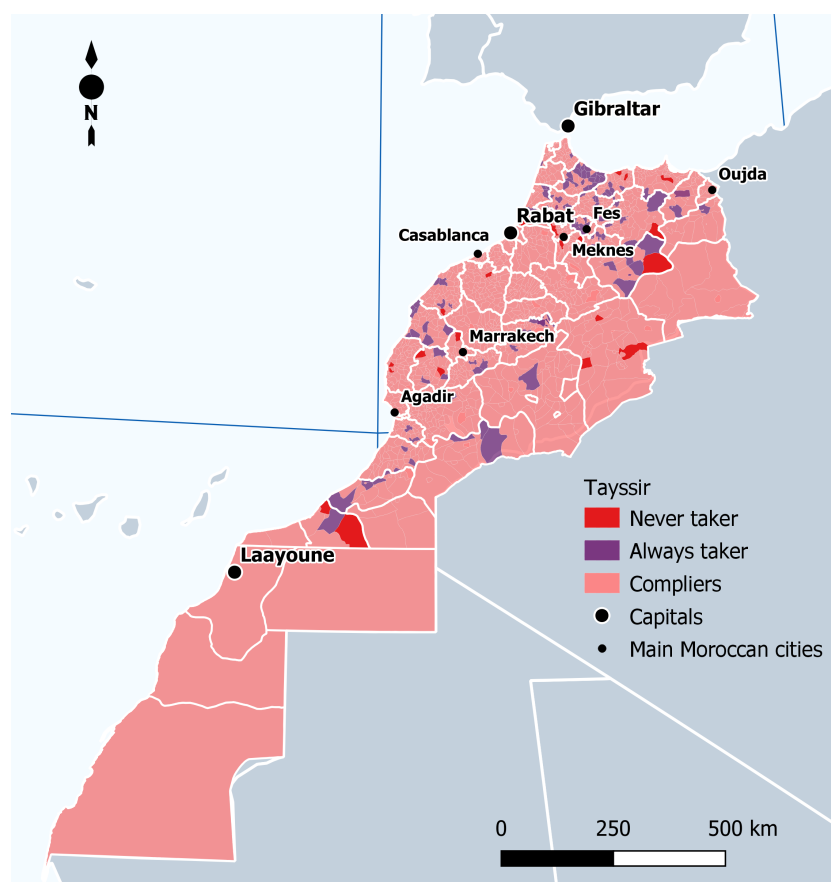 N
Gibraltar
Oujda
Rabat
Fes
Casablanca
Meknes
Marrakech
Agadir
Tayssir
Never taker
Always taker
Compliers
Capitals
Main Moroccan cities
Laayoune
0 250 500 km